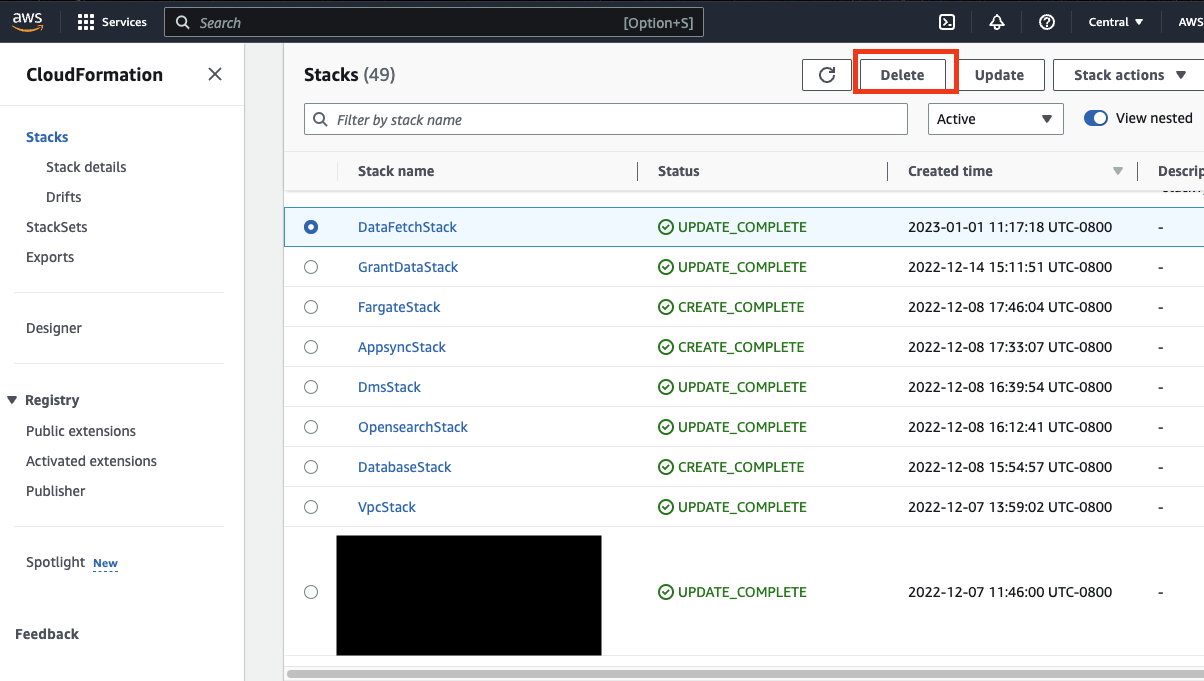 aws Services Search [Option+S] Central AWS
CloudFormation
Stacks
Stack details
Drifts
StackSets
Exports
Designer
Registry
Public extensions
Activated extensions
Publisher
Spotlight New
Feedback
Stacks (49) Delete Update Stack actions
Filter by stack name Active View nested
Stack name Status Created time Descrip
DataFetchStack UPDATE_COMPLETE 2023-01-01 11:17:18 UTC-0800 -
GrantDataStack UPDATE_COMPLETE 2022-12-14 15:11:51 UTC-0800 -
FargateStack CREATE_COMPLETE 2022-12-08 17:46:04 UTC-0800 -
AppsyncStack CREATE_COMPLETE 2022-12-08 17:33:07 UTC-0800 -
DmsStack UPDATE_COMPLETE 2022-12-08 16:39:54 UTC-0800 -
OpensearchStack UPDATE_COMPLETE 2022-12-08 16:12:41 UTC-0800 -
DatabaseStack CREATE_COMPLETE 2022-12-08 15:54:57 UTC-0800 -
VpcStack UPDATE_COMPLETE 2022-12-07 13:59:02 UTC-0800 -
UPDATE_COMPLETE 2022-12-07 11:46:00 UTC-0800 -